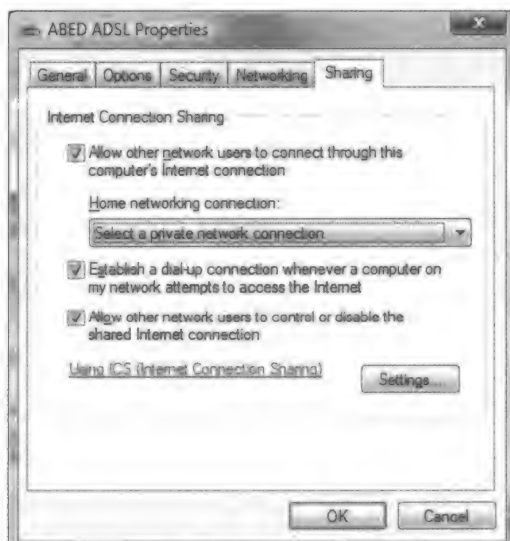 ABED ADSL Properties
X
General Options Security Networking Sharing
Internet Connection Sharing
Allow other network users to connect through this
computer's Internet connection
Home networking connection:
Select a private network connection
Establish a dial-up connection whenever a computer on
my network attempts to access the Internet
Allow other network users to control or disable the
shared Internet connection
Using ICS (Internet Connection Sharing)
Settings...
OK Cancel